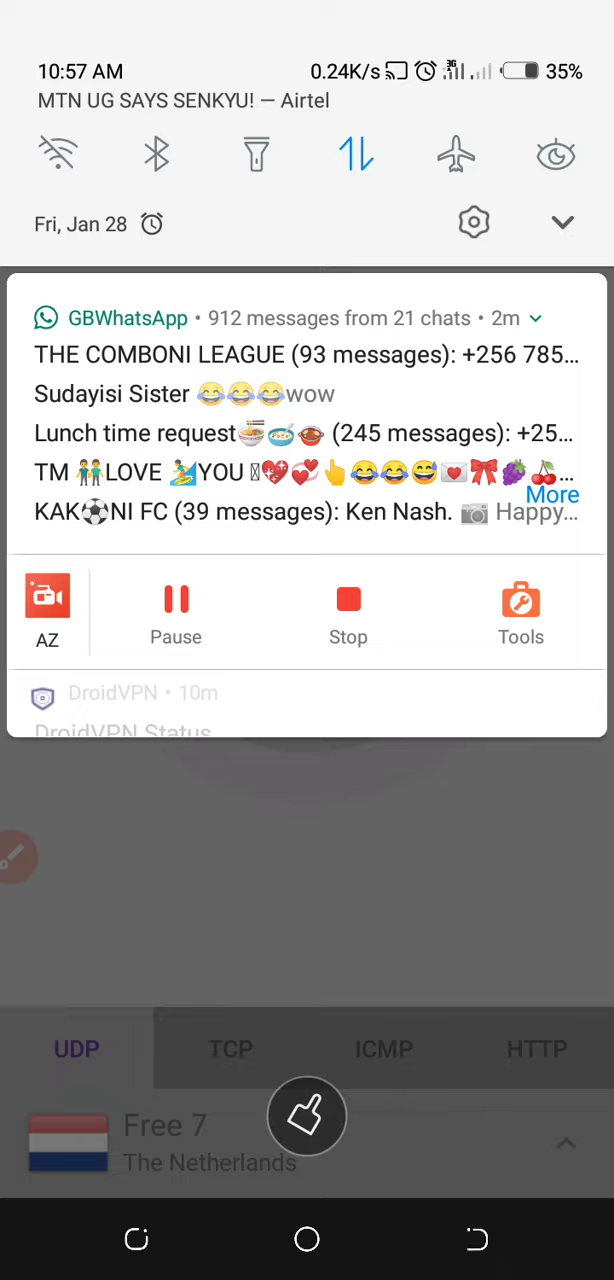 10:57 AM 0.24K/s 3G 35%
MTN UG SAYS SENKYU! — Airtel
Fri, Jan 28
GBWhatsApp • 912 messages from 21 chats • 2m
THE COMBONI LEAGUE (93 messages): +256 785...
Sudayisi Sister 😂😂😂wow
Lunch time request🍜🍲 (245 messages): +25...
TM 👬LOVE 🏄YOU 💖💞👆😂😂😅💌🎀🍇🍒...
More
KAK⚽NI FC (39 messages): Ken Nash. 📷 Happy...
AZ Pause Stop Tools
DroidVPN • 10m
DroidVPN Status
UDP TCP ICMP HTTP
Free 7
The Netherlands